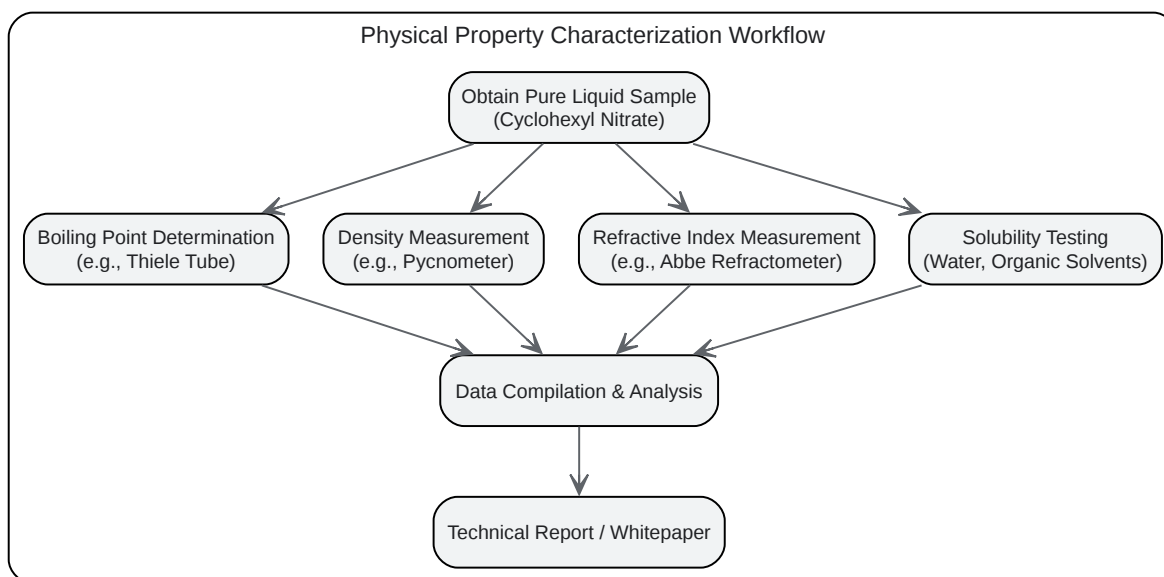 Physical Property Characterization Workflow
Obtain Pure Liquid Sample
(Cyclohexyl Nitrate)
Boiling Point Determination
(e.g., Thiele Tube)
Density Measurement
(e.g., Pycnometer)
Refractive Index Measurement
(e.g., Abbe Refractometer)
Solubility Testing
(Water, Organic Solvents)
Data Compilation & Analysis
Technical Report / Whitepaper